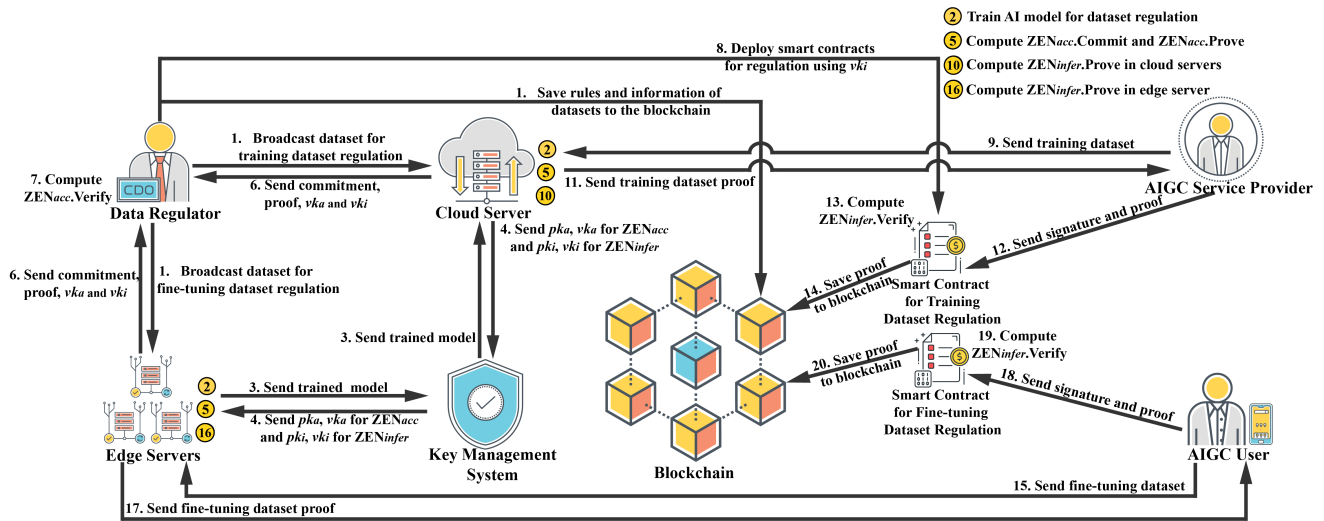 2 Train AI model for dataset regulation
5 Compute ZENacc.Commit and ZENacc.Prove
10 Compute ZENinfer.Prove in cloud servers
16 Compute ZENinfer.Prove in edge server
8. Deploy smart contracts
for regulation using vki
1. Save rules and information of
datasets to the blockchain
1. Broadcast dataset for
training dataset regulation
6. Send commitment,
proof, vka and vki
7. Compute
ZENacc.Verify
CDO
Data Regulator
2
5
10
Cloud Server
9. Send training dataset
11. Send training dataset proof
AIGC Service Provider
4. Send pka, vka for ZENacc
and pki, vki for ZENinfer
13. Compute
ZENinfer.Verify
12. Send signature and proof
6. Send commitment,
proof, vka and vki
1. Broadcast dataset for
fine-tuning dataset regulation
14. Save proof
to blockchain
Smart Contract
for Training
Dataset Regulation
3. Send trained model
19. Compute
ZENinfer.Verify
20. Save proof
to blockchain
18. Send signature and proof
Smart Contract
for Fine-tuning
Dataset Regulation
2
5
16
3. Send trained model
4. Send pka, vka for ZENacc
and pki, vki for ZENinfer
Edge Servers
Key Management
System
Blockchain
AIGC User
15. Send fine-tuning dataset
17. Send fine-tuning dataset proof